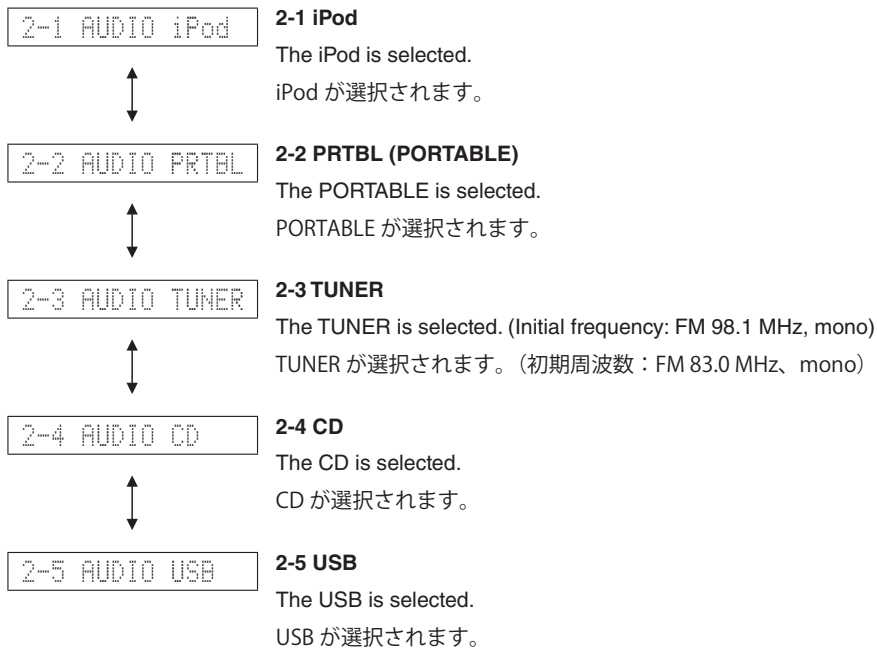 2-1 AUDIO iPod
2-1 iPod
The iPod is selected.
iPod が選択されます。
2-2 AUDIO PRTBL
2-2 PRTBL (PORTABLE)
The PORTABLE is selected.
PORTABLE が選択されます。
2-3 AUDIO TUNER
2-3 TUNER
The TUNER is selected. (Initial frequency: FM 98.1 MHz, mono)
TUNER が選択されます。（初期周波数：FM 83.0 MHz、mono）
2-4 AUDIO CD
2-4 CD
The CD is selected.
CD が選択されます。
2-5 AUDIO USB
2-5 USB
The USB is selected.
USB が選択されます。